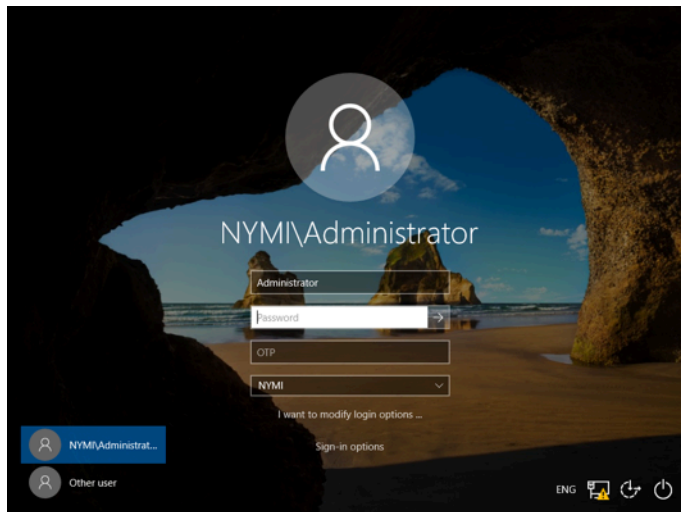 NYMI\Administrator
Administrator
Password
OTP
NYMI
I want to modify login options ...
Sign-in options
NYMI\Administrat...
Other user
ENG